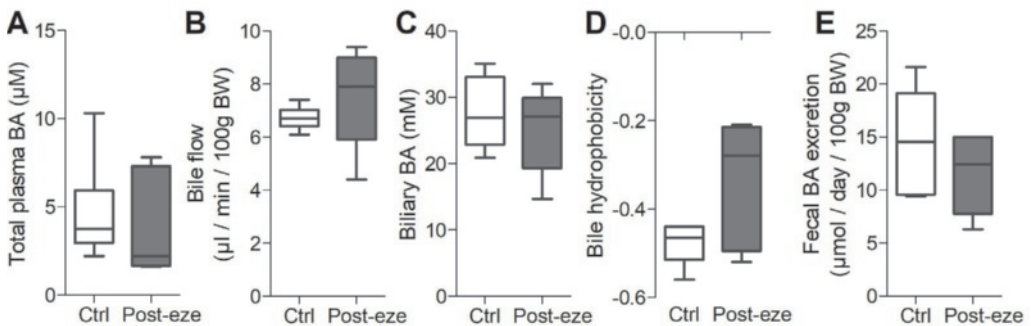 A
Total plasma BA (µM)
15
10
5
0
Ctrl Post-eze
B
Bile flow
(µl / min / 100g BW)
10
8
6
4
2
0
Ctrl Post-eze
C
Biliary BA (mM)
40
30
20
10
0
Ctrl Post-eze
D
Bile hydrophobicity
-0.0
-0.2
-0.4
-0.6
Ctrl Post-eze
E
Fecal BA excretion
(µmol / day / 100g BW)
25
20
15
10
5
0
Ctrl Post-eze